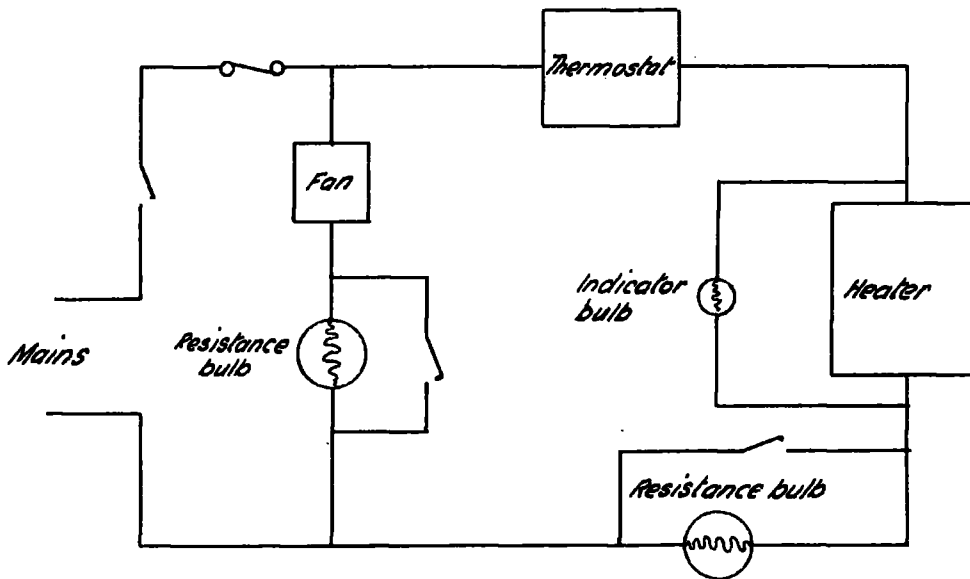 Thermostat
Fan
Indicator
bulb
Heater
Mains
Resistance
bulb
Resistance bulb